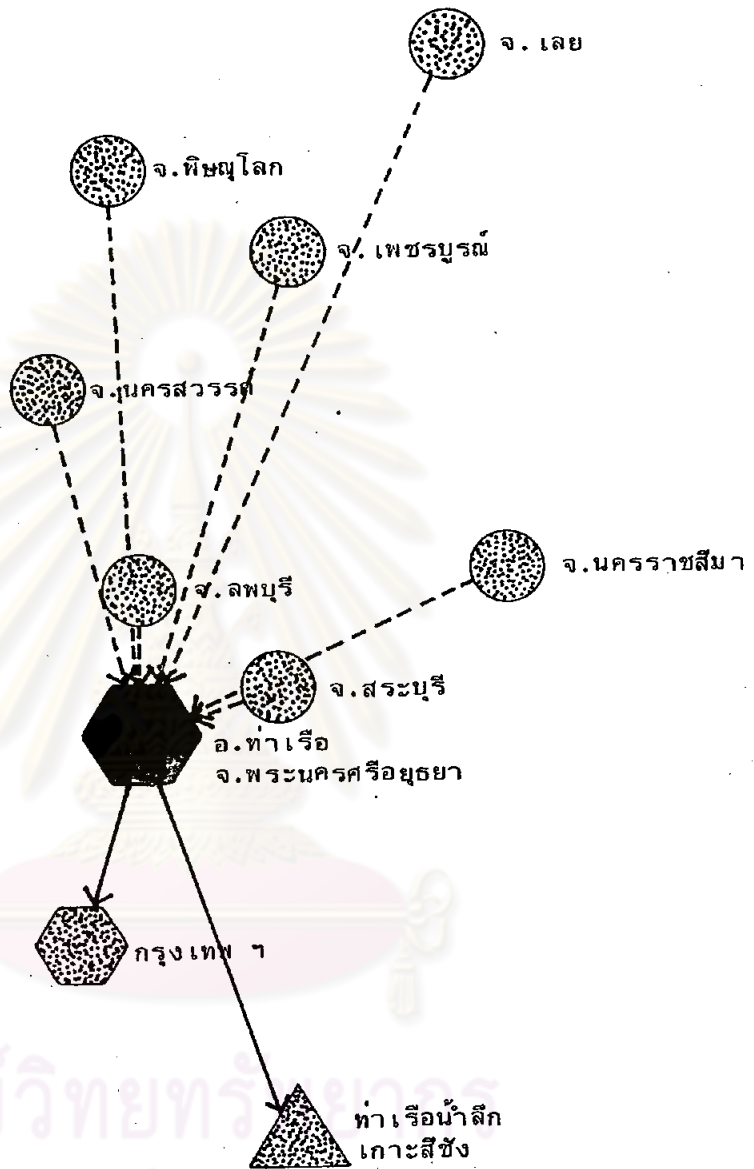 จ. เลย
จ.พิษณุโลก
จ. เพชรบูรณ์
จ.นครสวรรค์
จ.นครราชสีมา
จ.ลพบุรี
จ.สระบุรี
อ.ท่าเรือ
จ.พระนครศรีอยุธยา
กรุงเทพ ฯ
ท่าเรือน้ำลึก
เกาะสีชัง